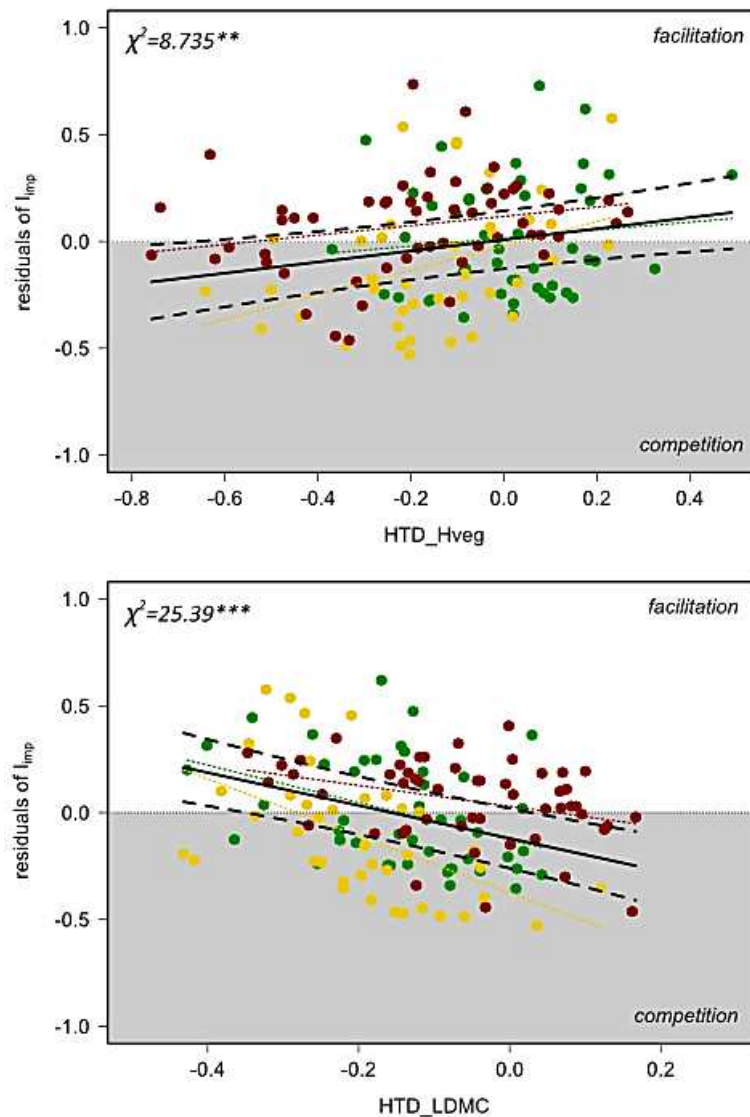 χ²=8.735**
facilitation
1.0
0.5
0.0
-0.5
-1.0
residuals of Iimp
competition
-0.8 -0.6 -0.4 -0.2 0.0 0.2 0.4
HTD_Hveg
χ²=25.39***
facilitation
1.0
0.5
0.0
-0.5
-1.0
residuals of Iimp
competition
-0.4 -0.2 0.0 0.2
HTD_LDMC